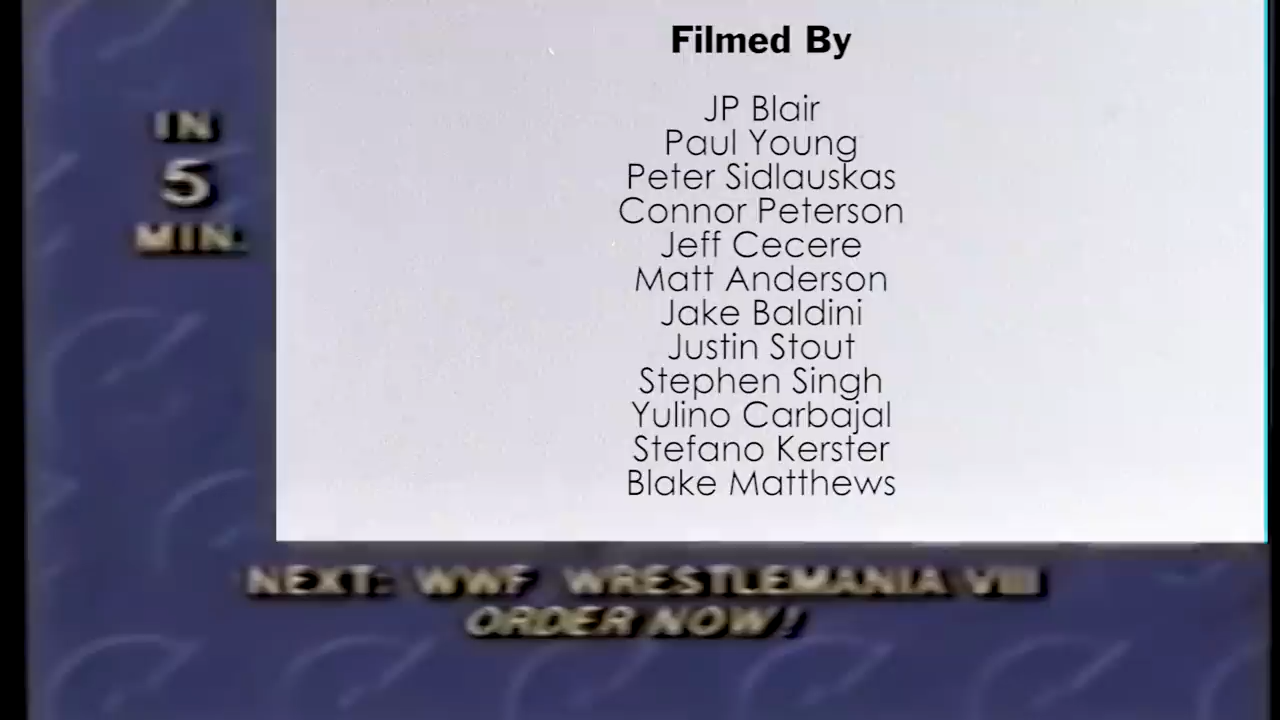 Filmed By
JP Blair
Paul Young
Peter Sidlauskas
Connor Peterson
Jeff Cecere
Matt Anderson
Jake Baldini
Justin Stout
Stephen Singh
Yulino Carbajal
Stefano Kerster
Blake Matthews
IN
5
MIN.
NEXT: WWF WRESTLEMANIA VIII
ORDER NOW!